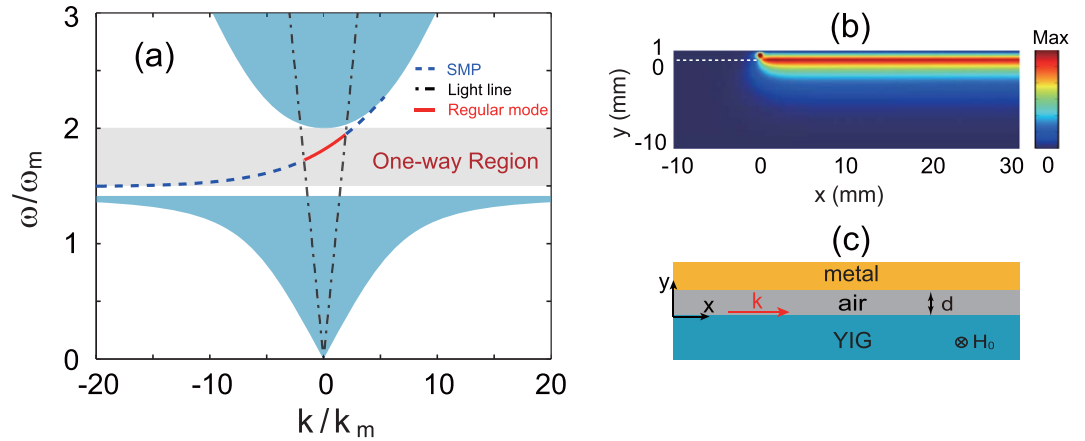 (a)
3
2
1
0
ω/ωm
-20
-10
0
10
20
k / k m
SMP
Light line
Regular mode
One-way Region
(b)
Max
0
1
0
-10
y (mm)
-10
0
10
20
30
x (mm)
(c)
metal
y
k
air
d
x
YIG
⊗ H₀